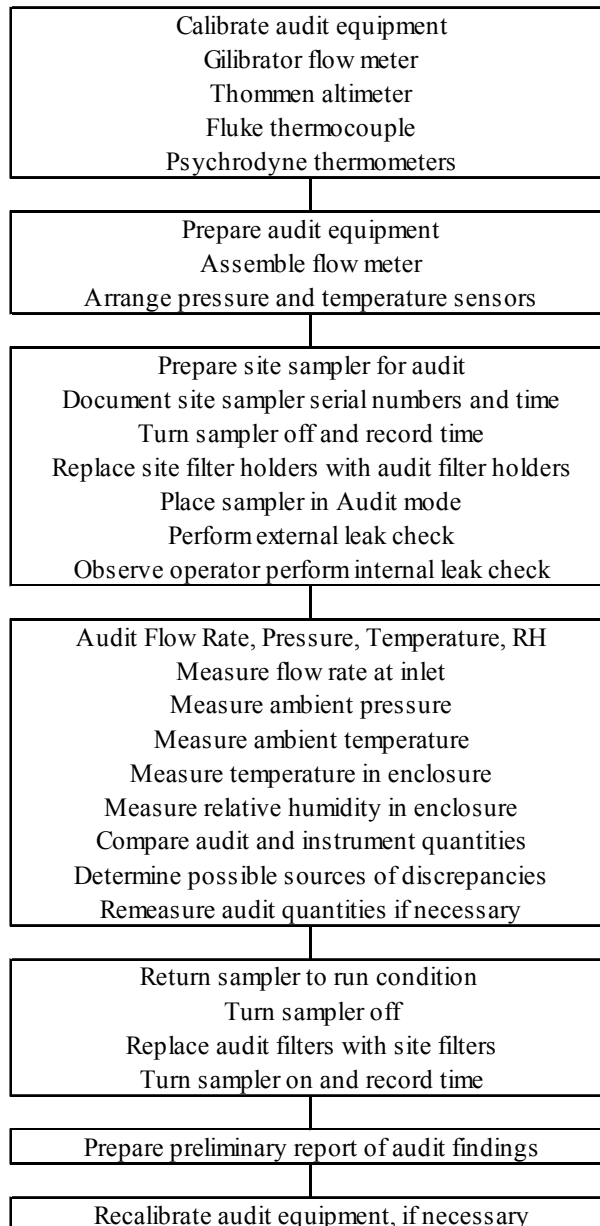 Calibrate audit equipment
Gilibrator flow meter
Thommen altimeter
Fluke thermocouple
Psychrodyne thermometers
Prepare audit equipment
Assemble flow meter
Arrange pressure and temperature sensors
Prepare site sampler for audit
Document site sampler serial numbers and time
Turn sampler off and record time
Replace site filter holders with audit filter holders
Place sampler in Audit mode
Perform external leak check
Observe operator perform internal leak check
Audit Flow Rate, Pressure, Temperature, RH
Measure flow rate at inlet
Measure ambient pressure
Measure ambient temperature
Measure temperature in enclosure
Measure relative humidity in enclosure
Compare audit and instrument quantities
Determine possible sources of discrepancies
Remeasure audit quantities if necessary
Return sampler to run condition
Turn sampler off
Replace audit filters with site filters
Turn sampler on and record time
Prepare preliminary report of audit findings
Recalibrate audit equipment, if necessary